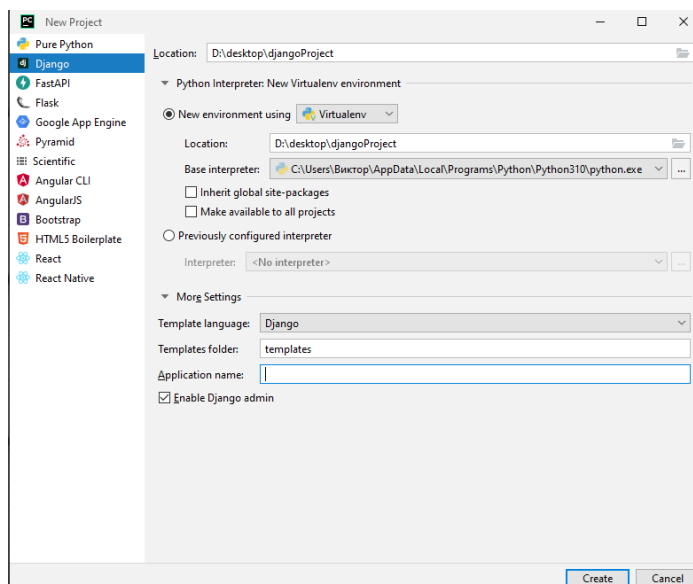 PC New Project
Pure Python
dj Django
FastAPI
Flask
Google App Engine
Pyramid
Scientific
Angular CLI
AngularJS
B Bootstrap
HTML5 Boilerplate
React
React Native
Location: D:\desktop\djangoProject
Python Interpreter: New Virtualenv environment
New environment using Virtualenv
Location: D:\desktop\djangoProject
Base interpreter: C:\Users\Виктор\AppData\Local\Programs\Python\Python310\python.exe ...
Inherit global site-packages
Make available to all projects
Previously configured interpreter
Interpreter: <No interpreter> ...
More Settings
Template language: Django
Templates folder: templates
Application name:
Enable Django admin
Create Cancel